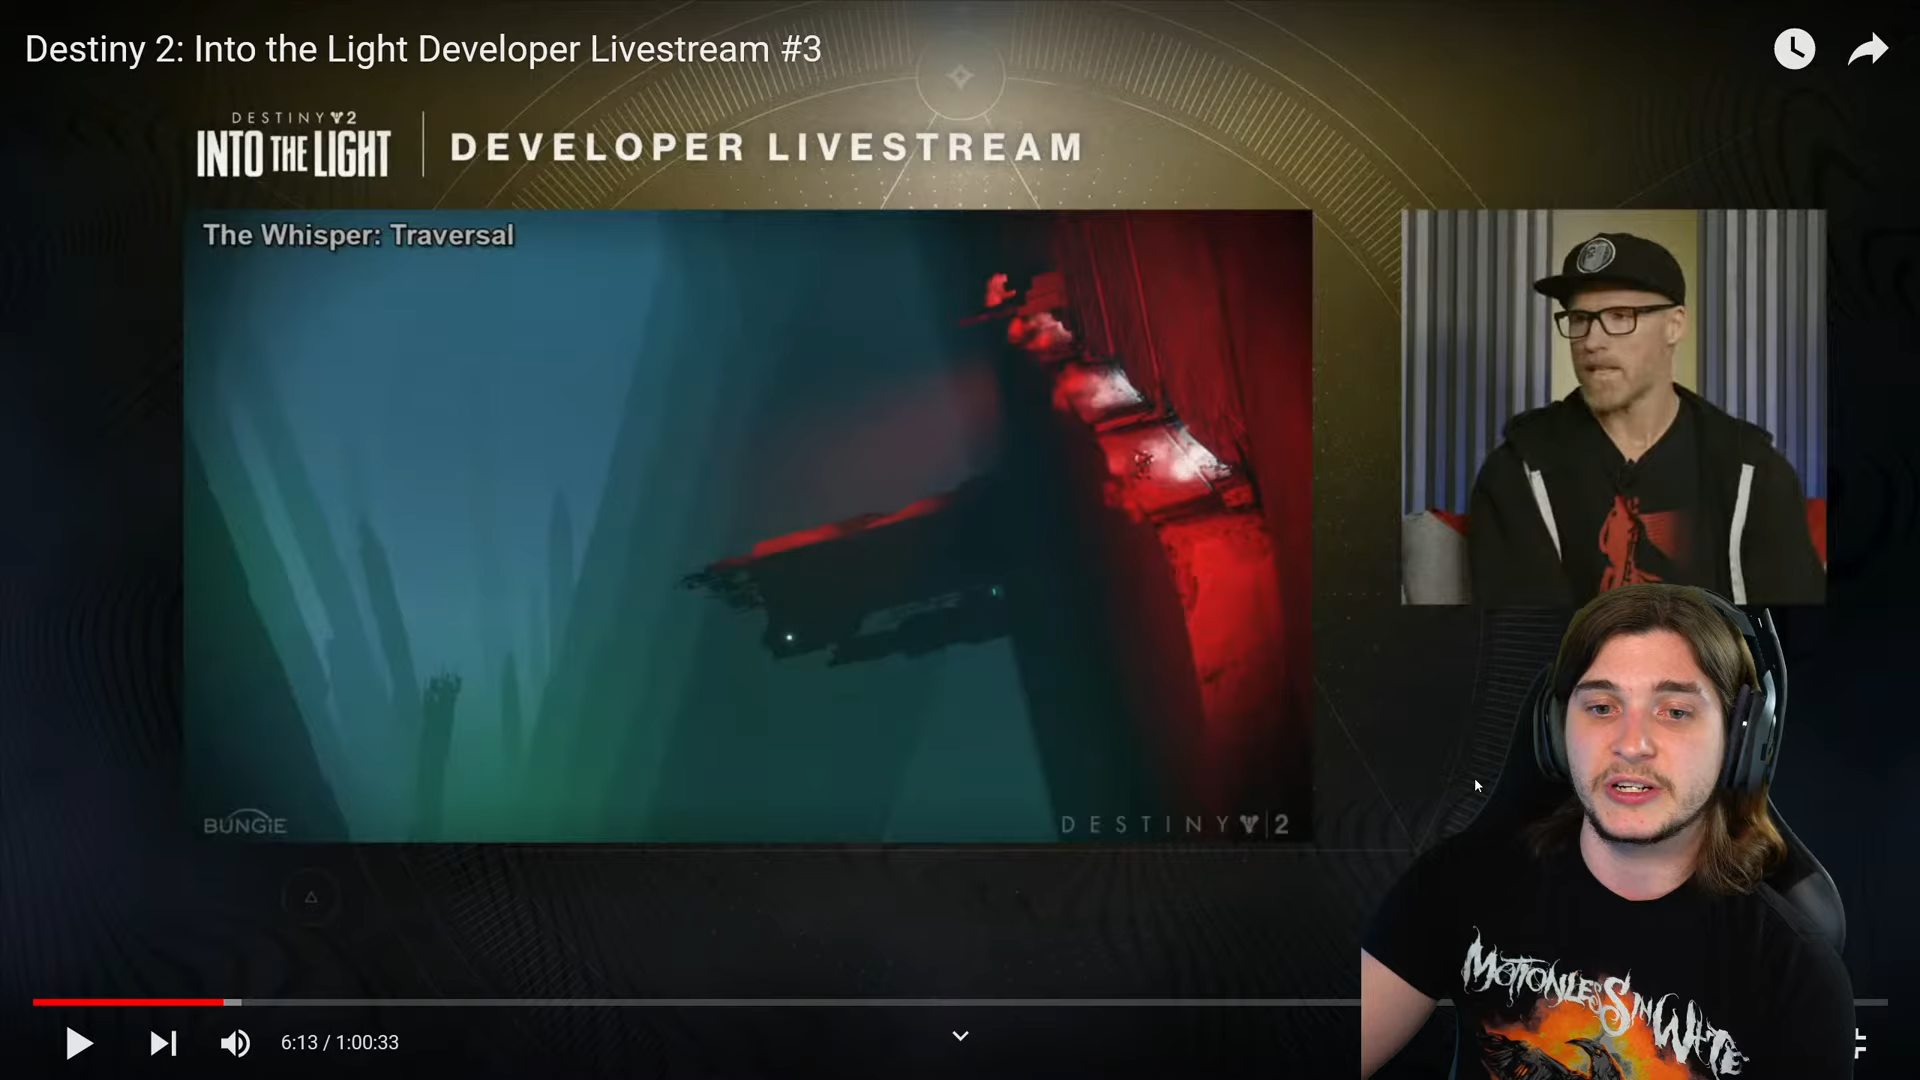 Destiny 2: Into the Light Developer Livestream #3
DESTINY 2
INTO THE LIGHT
DEVELOPER LIVESTREAM
The Whisper: Traversal
BUNGiE
DESTINY 2
MOTIONLESS IN WHITE
6:13 / 1:00:33